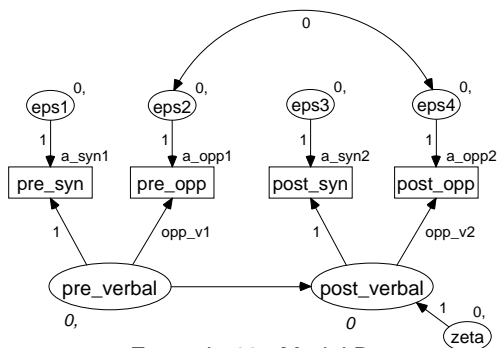 0
0, 0, 0, 0,
eps1 eps2 eps3 eps4
1 1 1 1
a_syn1 a_opp1 a_syn2 a_opp2
pre_syn pre_opp post_syn post_opp
1 opp_v1 1 opp_v2
pre_verbal post_verbal
0, 0 1 0,
zeta